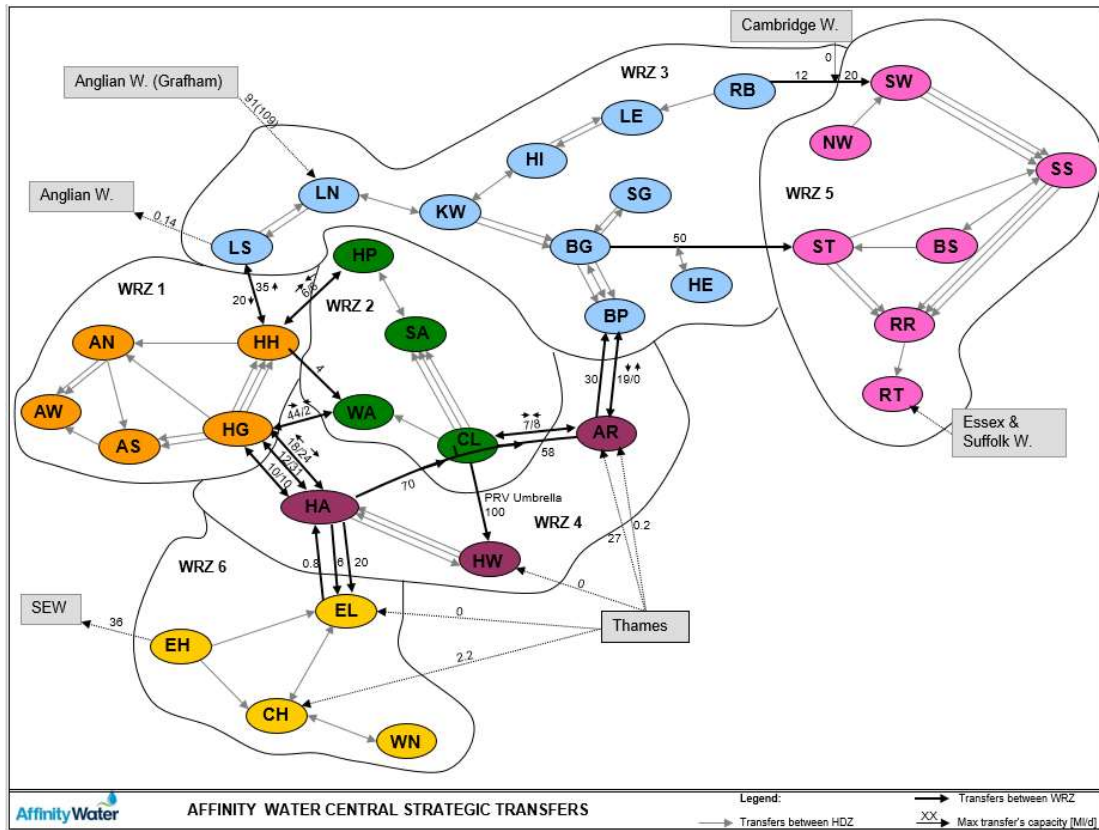 Cambridge W.
0
Anglian W. (Grafham)
WRZ 3
12
20
RB
SW
91(109)
LE
NW
HI
SS
Anglian W.
LN
SG
WRZ 5
KW
0.14
LS
BG
50
ST
BS
HP
HE
35
20
6/6
WRZ 1
WRZ 2
BP
RR
AN
HH
SA
30
19/0
RT
4
AW
WA
7/8
AR
Essex &
Suffolk W.
HG
44/2
AS
CL
58
18/24
12/31
10/10
70
HA
PRV Umbrella
100
WRZ 4
0.2
27
HW
WRZ 6
0.8
6
20
0
SEW
EL
0
Thames
36
EH
2.2
CH
WN
AffinityWater
AFFINITY WATER CENTRAL STRATEGIC TRANSFERS
Legend:
Transfers between WRZ
Transfers between HDZ
XX
Max transfer's capacity [Ml/d]